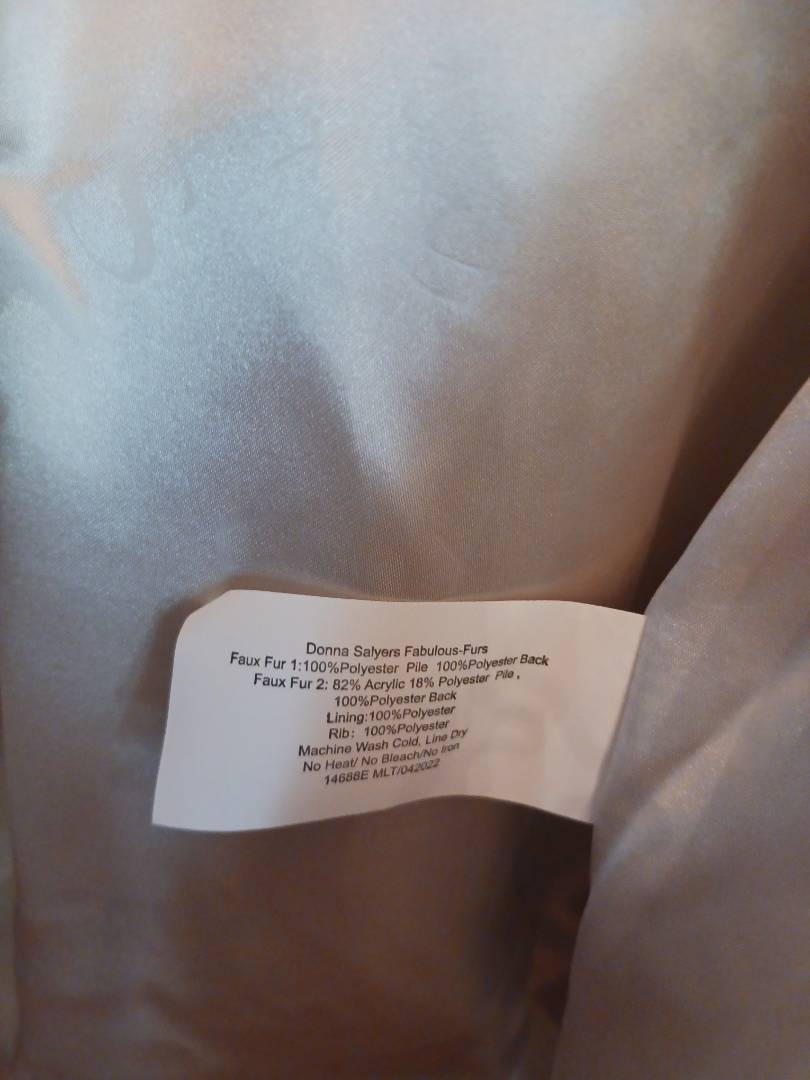 Donna Salyers Fabulous-Furs
Faux Fur 1:100%Polyester Pile 100%Polyester Back
Faux Fur 2: 82% Acrylic 18% Polyester Pile ,
100%Polyester Back
Lining:100%Polyester
Rib: 100%Polyester
Machine Wash Cold, Line Dry
No Heat/ No Bleach/No Iron
14688E MLT/042022